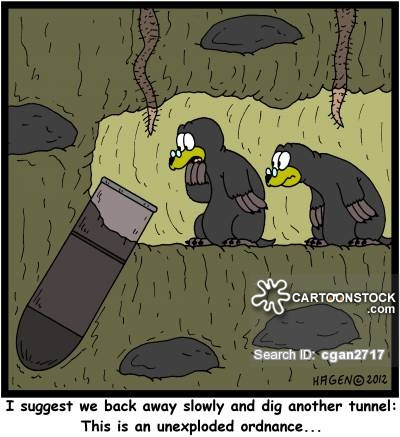 CARTOONSTOCK
.com
Search ID: cgan2717
HAGEN © 2012
I suggest we back away slowly and dig another tunnel:
This is an unexploded ordnance...